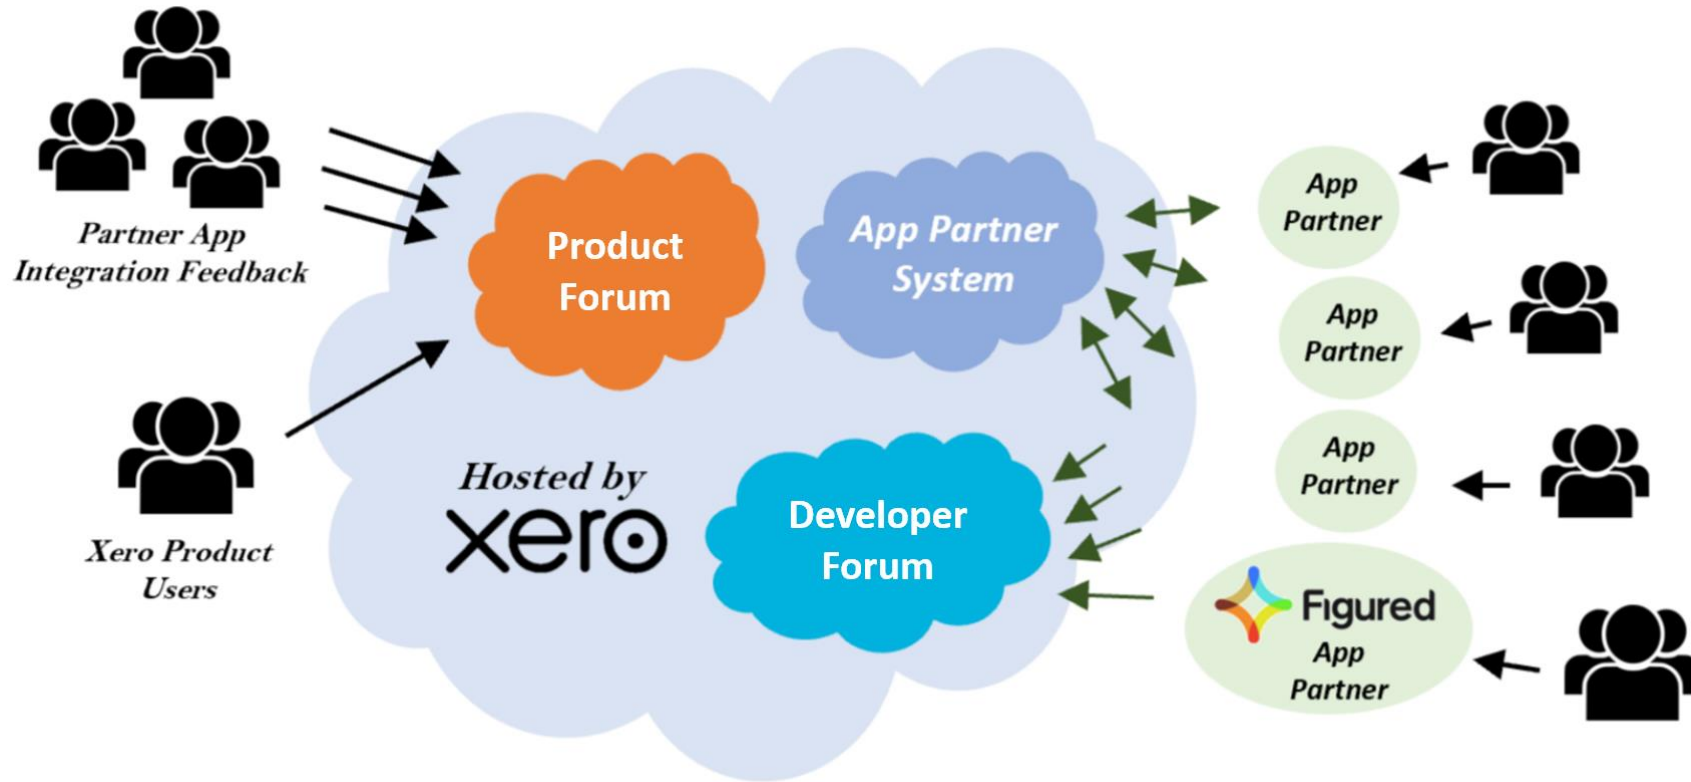 Partner App
Integration Feedback
Xero Product
Users
Product
Forum
App Partner
System
Hosted by
xero
Developer
Forum
App
Partner
App
Partner
App
Partner
Figured
App
Partner